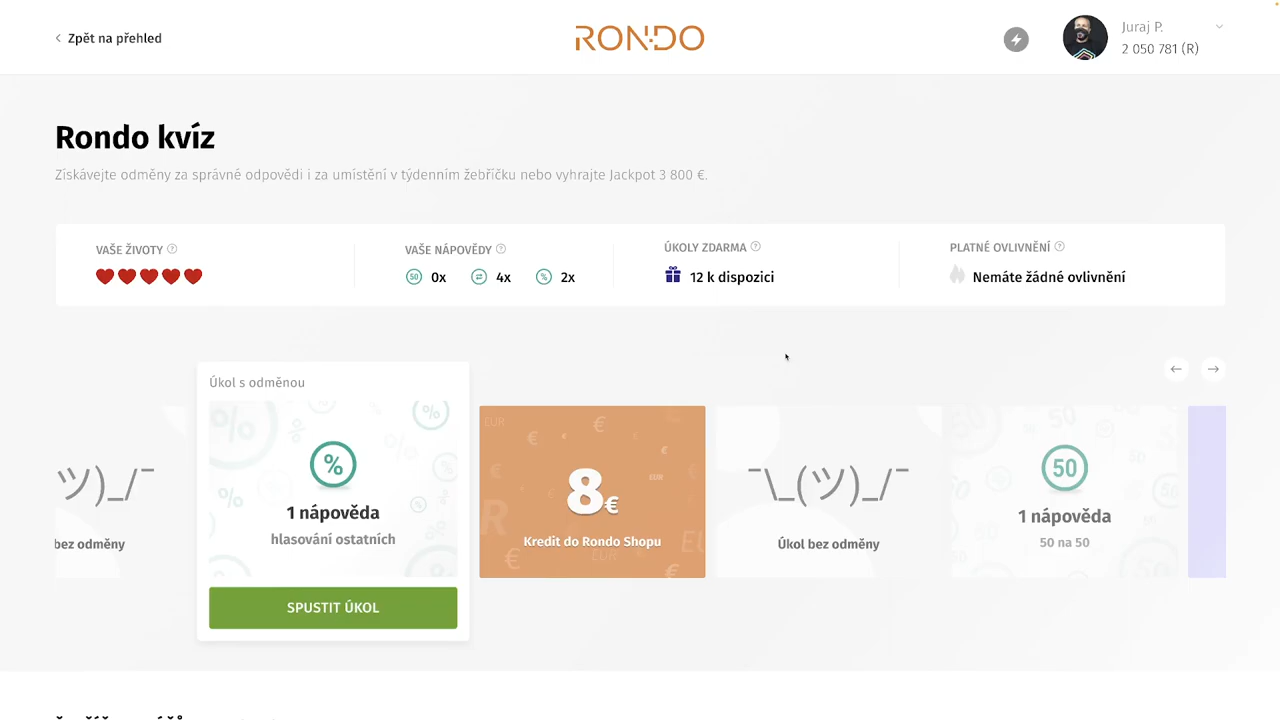 Zpět na přehled
RONDO
Juraj P.
2 050 781 (R)
Rondo kvíz
Získávejte odměny za správné odpovědi i za umístění v týdenním žebříčku nebo vyhrajte Jackpot 3 800 €.
VAŠE ŽIVOTY ?
VAŠE NÁPOVĚDY ?
50 0x
4x
% 2x
ÚKOLY ZDARMA ?
12 k dispozici
PLATNÉ OVLIVNĚNÍ ?
Nemáte žádné ovlivnění
ツ)_/¯
bez odměny
Úkol s odměnou
%
1 nápověda
hlasování ostatních
SPUSTIT ÚKOL
EUR
8€
Kredit do Rondo Shopu
¯\_(ツ)_/¯
Úkol bez odměny
50
1 nápověda
50 na 50